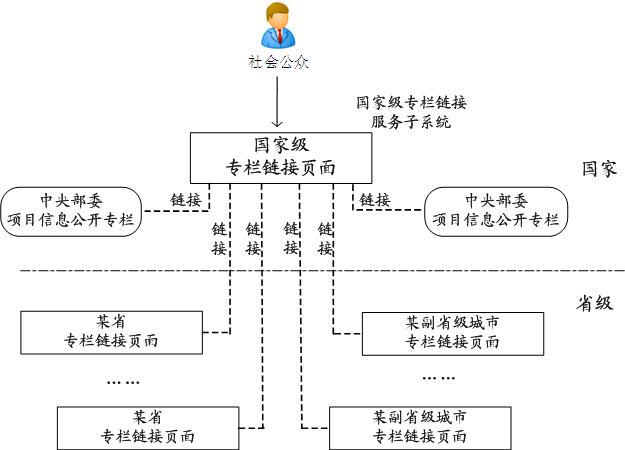 社会公众
国家级专栏链接
服务子系统
国家级
专栏链接页面
国家
中央部委
项目信息公开专栏
链接
链接
中央部委
项目信息公开专栏
链接
链接
链接
链接
省级
某省
专栏链接页面
某副省级城市
专栏链接页面
……
……
某省
专栏链接页面
某副省级城市
专栏链接页面